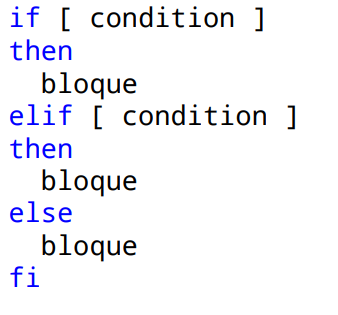 if [ condition ]
then
  bloque
elif [ condition ]
then
  bloque
else
  bloque
fi